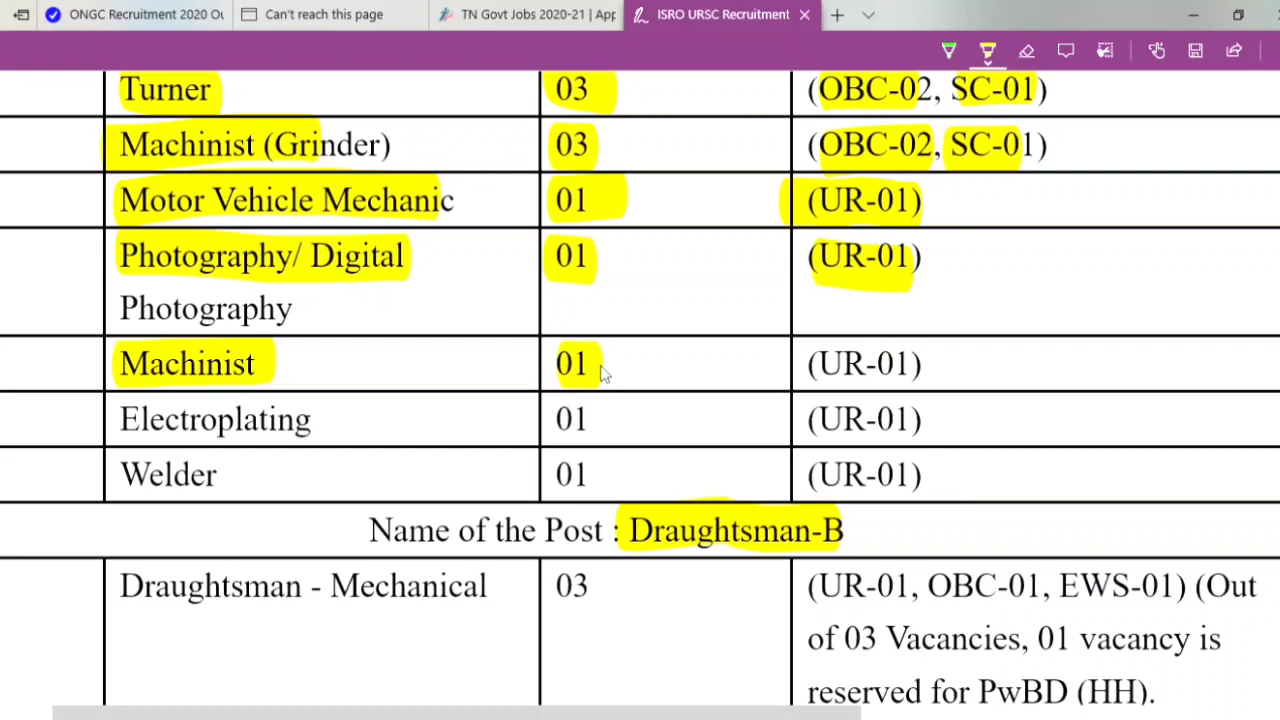 ONGC Recruitment 2020 Ou
Can't reach this page
TN Govt Jobs 2020-21 | App
ISRO URSC Recruitment
Turner 03 (OBC-02, SC-01)
Machinist (Grinder) 03 (OBC-02, SC-01)
Motor Vehicle Mechanic 01 (UR-01)
Photography/ Digital 01 (UR-01)
Photography
Machinist 01 (UR-01)
Electroplating 01 (UR-01)
Welder 01 (UR-01)
Name of the Post : Draughtsman-B
Draughtsman - Mechanical 03 (UR-01, OBC-01, EWS-01) (Out
of 03 Vacancies, 01 vacancy is
reserved for PwBD (HH).